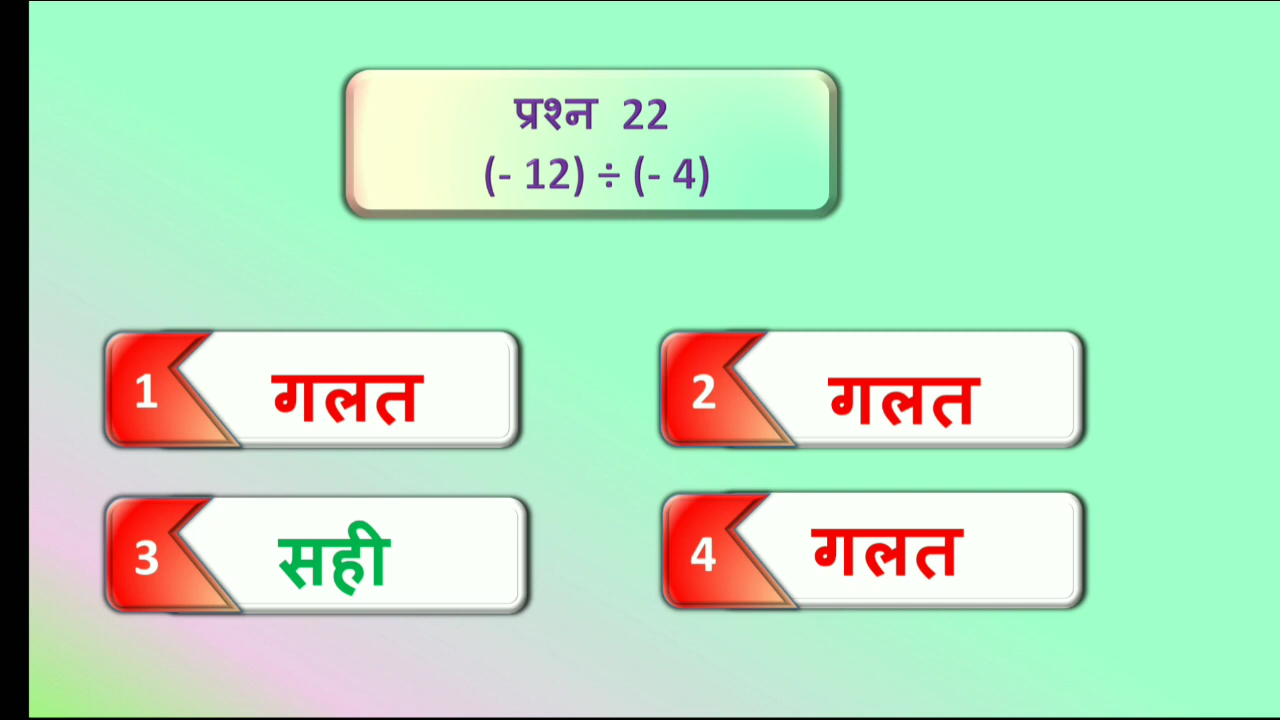 प्रश्न 22
(- 12) ÷ (- 4)
1 गलत
2 गलत
3 सही
4 गलत